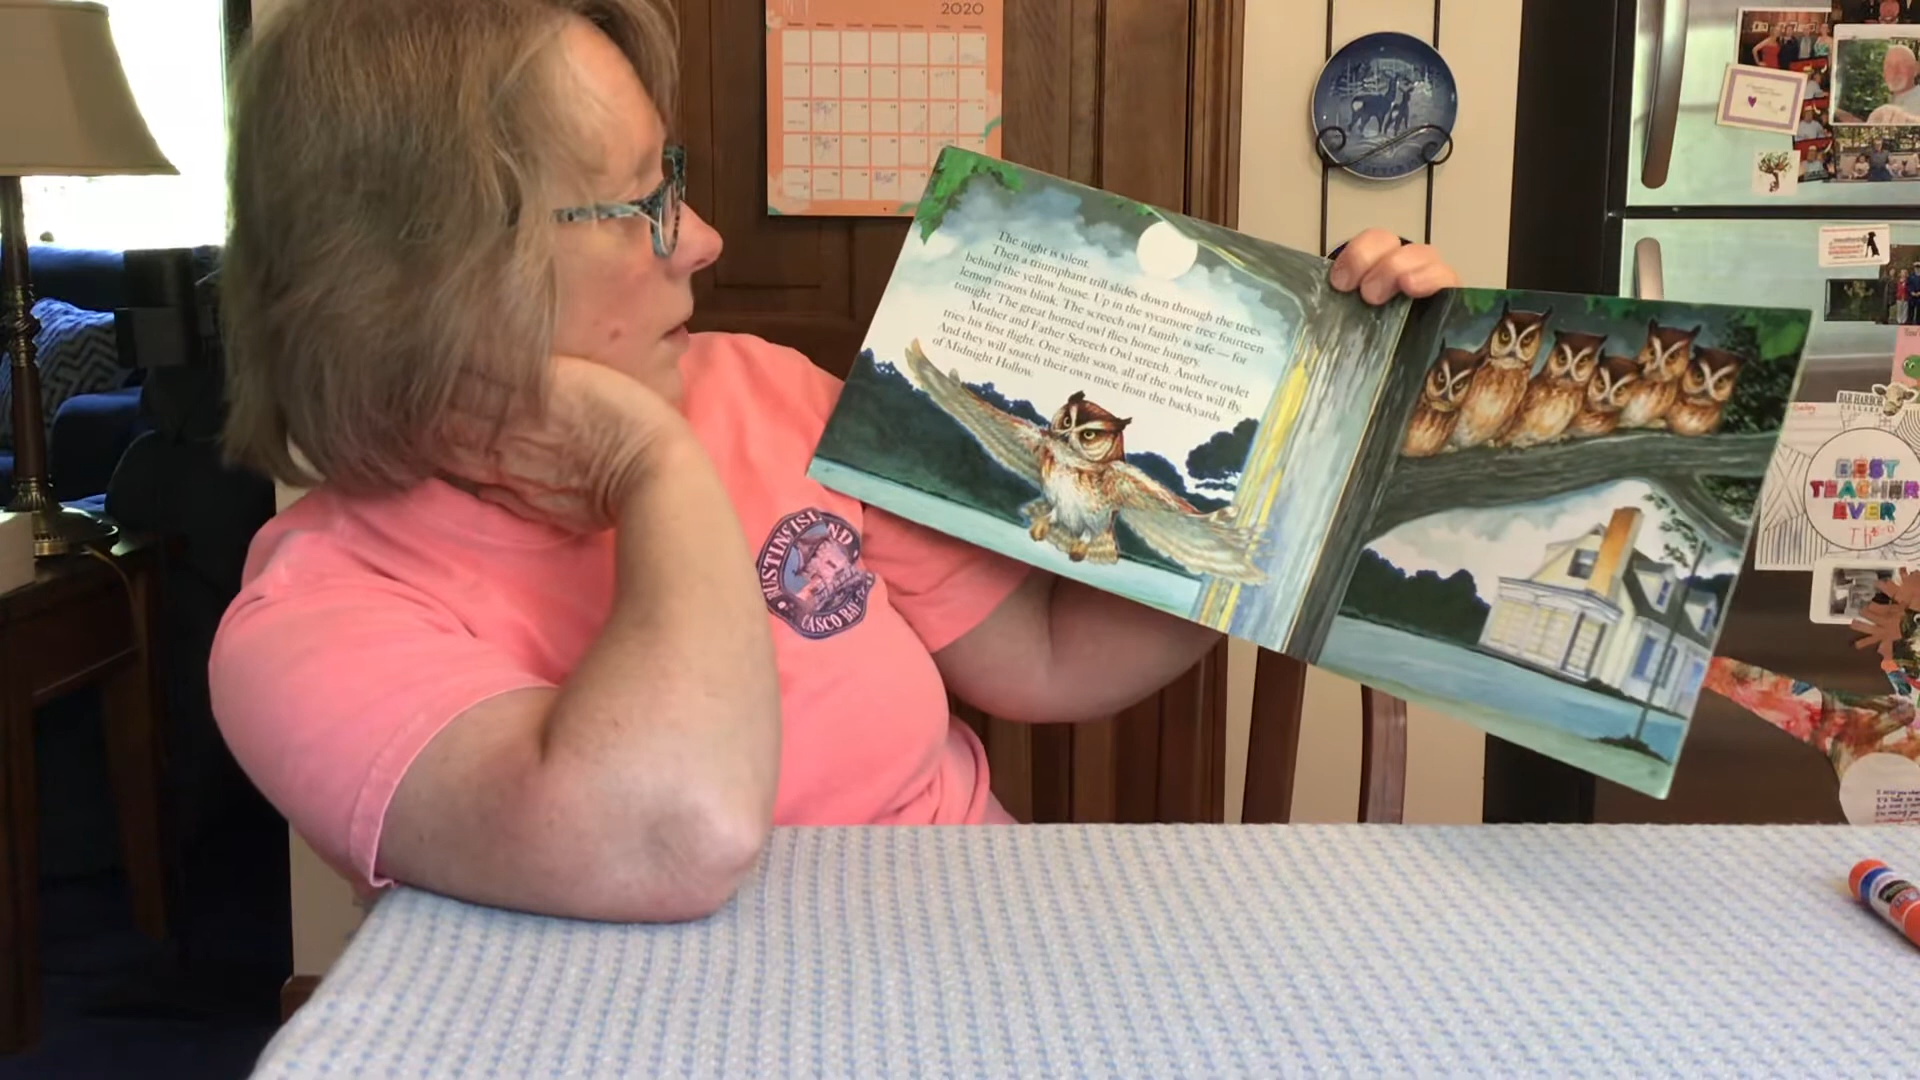 2020
The night is silent.
Then a triumphant trill slides down through the trees
behind the yellow house. Up in the sycamore tree fourteen
lemon moons blink. The screech owl family is safe — for
tonight. The great horned owl flies home hungry.
Mother and Father Screech Owl stretch. Another owlet
tries his first flight. One night soon, all of the owlets will fly.
And they will snatch their own mice from the backyards
of Midnight Hollow.
CASCO BAY
BAR HARBOR
BEST
TEACHER
EVER